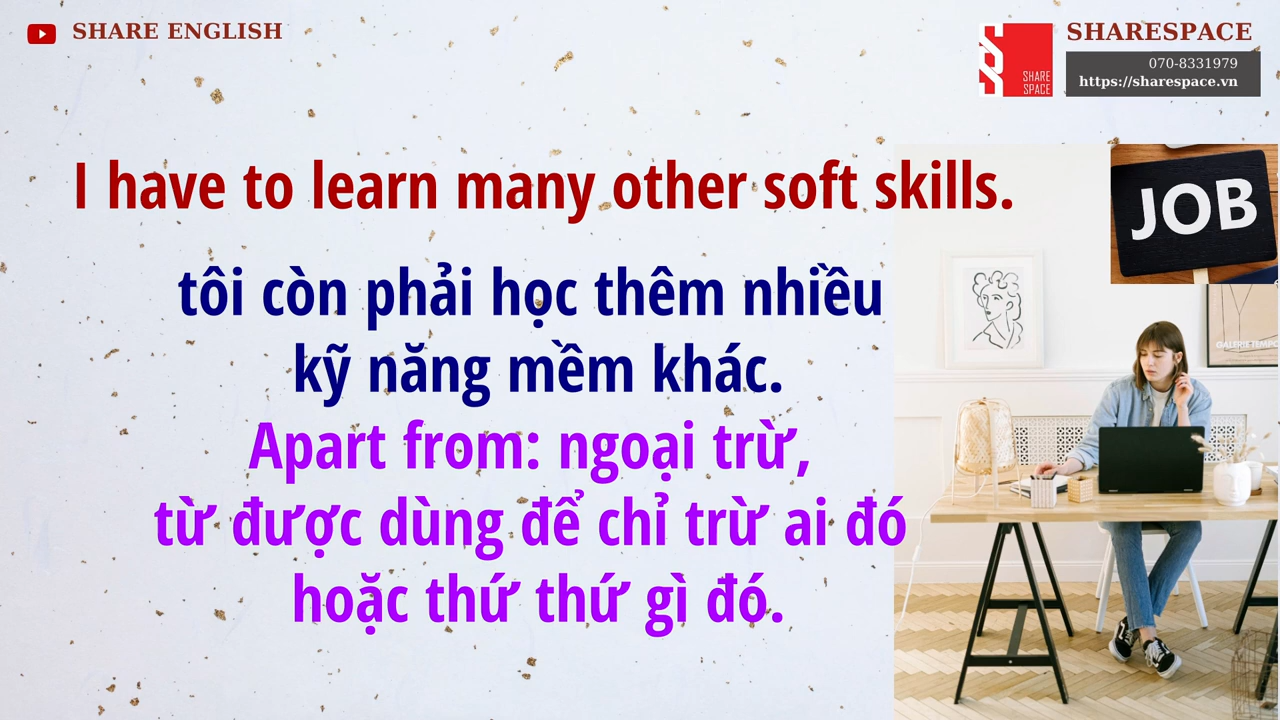 SHARE ENGLISH
SHARESPACE
070-8331979
https://sharespace.vn
SHARE
SPACE
JOB
I have to learn many other soft skills.
tôi còn phải học thêm nhiều
kỹ năng mềm khác.
Apart from: ngoại trừ,
từ được dùng để chỉ trừ ai đó
hoặc thứ thứ gì đó.
GALERIE TEMPO